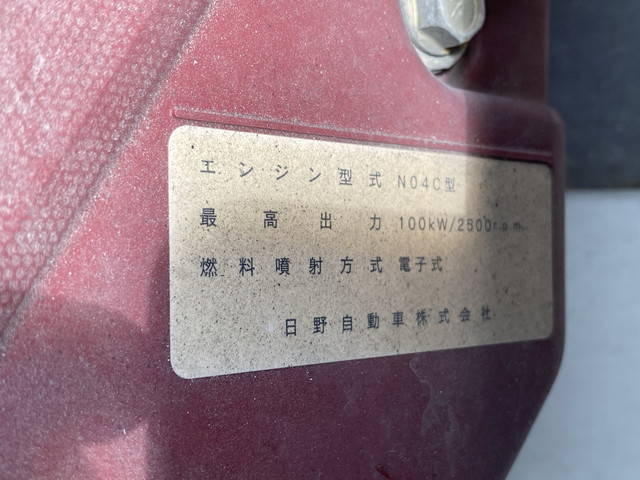 エンジン型式 N04C型
最高出力 100kW/2500r.p.m.
燃料噴射方式 電子式
日野自動車株式会社